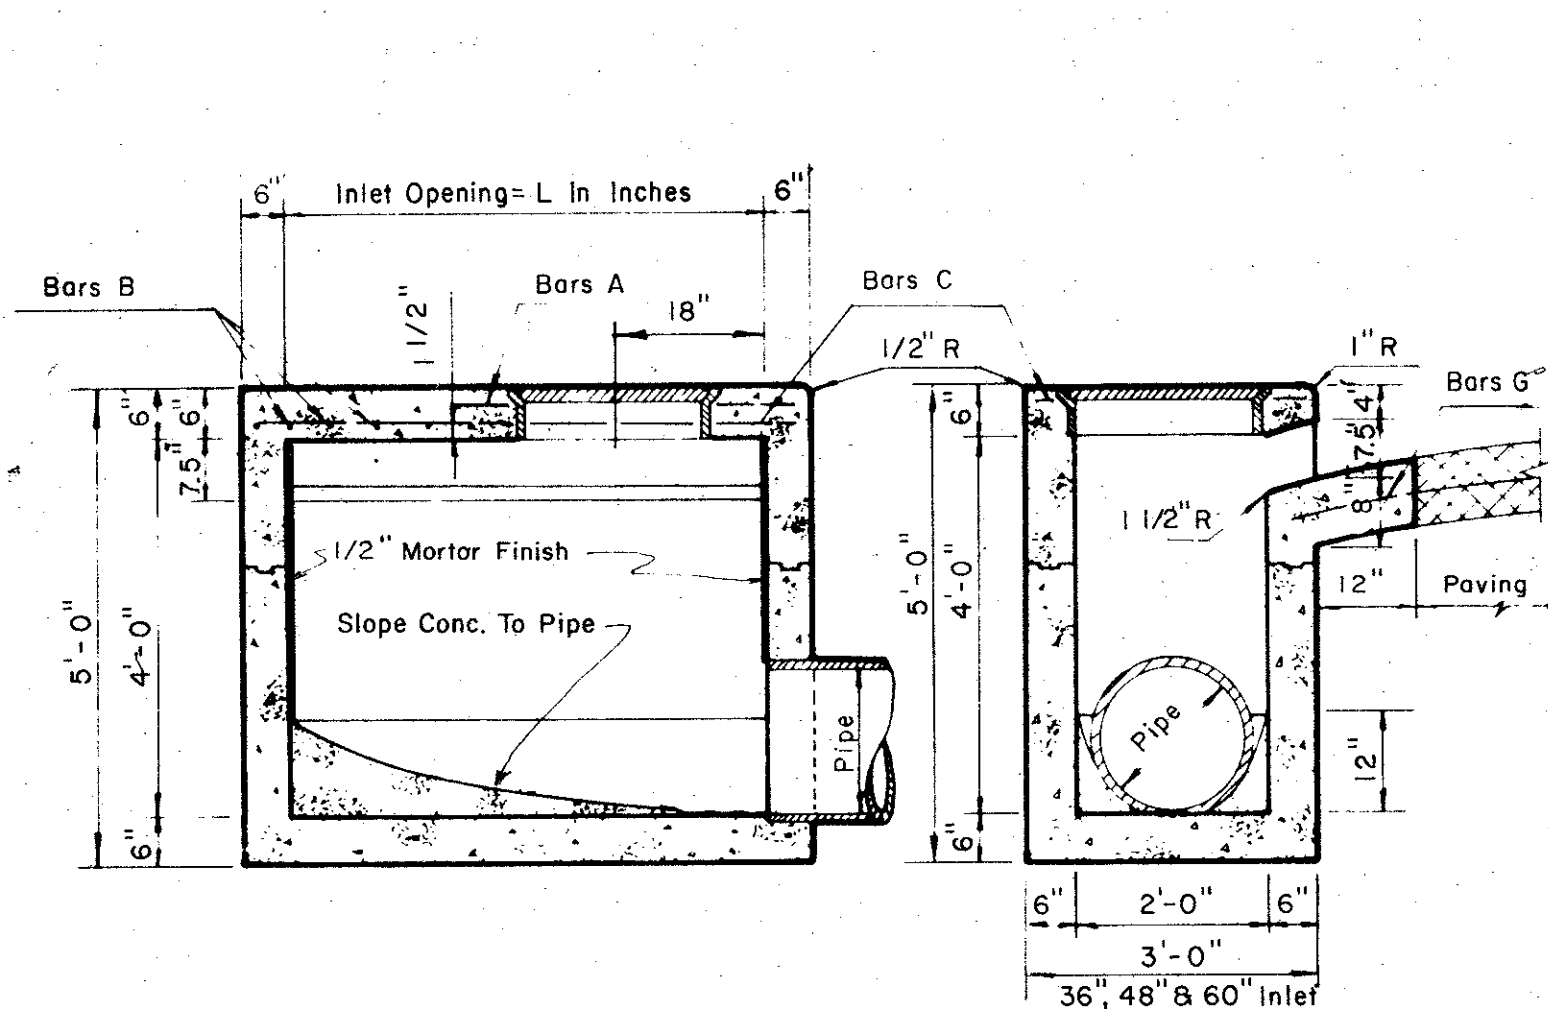 6" Inlet Opening= L in Inches 6"
Bars B
Bars A
Bars C
1 1/2"
18"
1/2" R
1" R
Bars G
6"
6"
7.5"
5'-0"
4'-0"
6"
1/2" Mortar Finish
Slope Conc. To Pipe
Pipe
6"
5'-0"
4'-0"
6"
4"
7.5"
8"
1 1/2" R
12" Paving
Pipe
12"
6" 2'-0" 6"
3'-0"
36", 48" & 60" Inlet